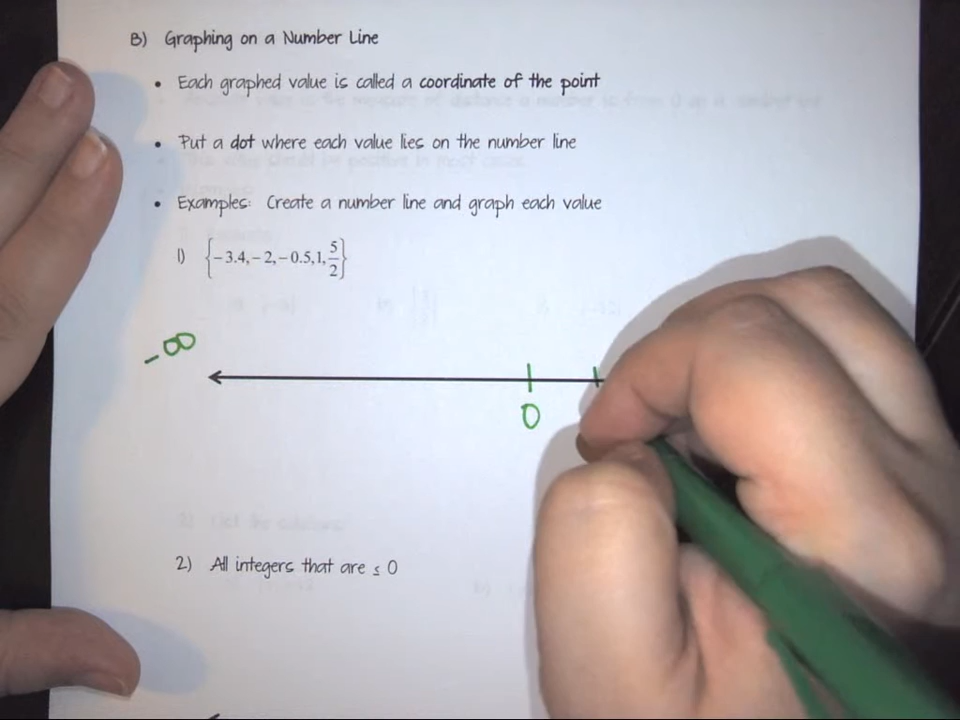 B) Graphing on a Number Line
• Each graphed value is called a coordinate of the point
• Put a dot where each value lies on the number line
• Examples: Create a number line and graph each value
1) {-3.4, -2, -0.5, 1, 5/2}
-∞
0
2) All integers that are ≤ 0